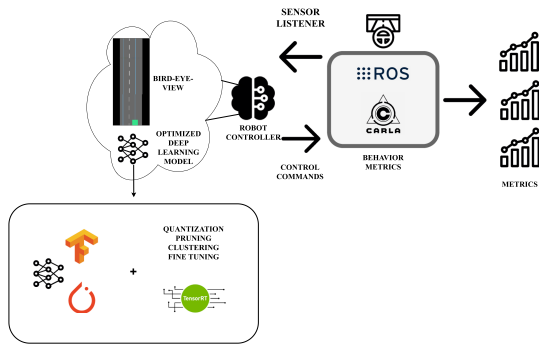 SENSOR
LISTENER
BIRD-EYE-
VIEW
ROS
CARLA
ROBOT
CONTROLLER
OPTIMIZED
DEEP
LEARNING
MODEL
CONTROL
COMMANDS
BEHAVIOR
METRICS
METRICS
QUANTIZATION
PRUNING
CLUSTERING
FINE TUNING
+
TensorRT